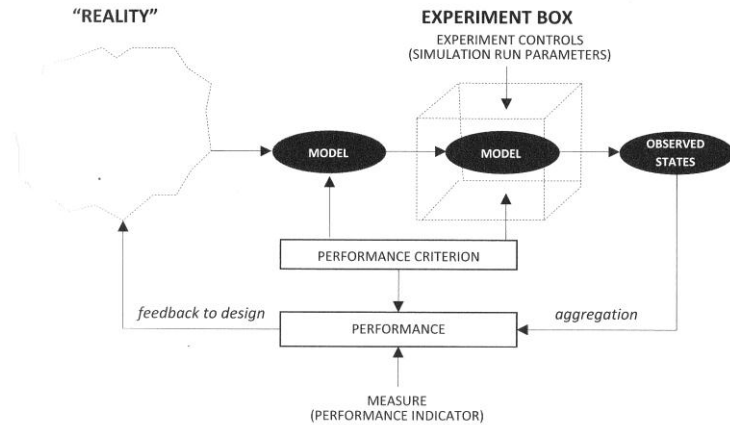 "REALITY"
EXPERIMENT BOX
EXPERIMENT CONTROLS
(SIMULATION RUN PARAMETERS)
MODEL
MODEL
OBSERVED
STATES
PERFORMANCE CRITERION
feedback to design
PERFORMANCE
aggregation
MEASURE
(PERFORMANCE INDICATOR)